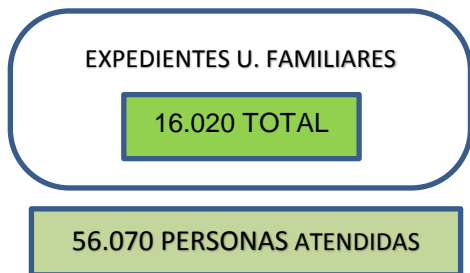 EXPEDIENTES U. FAMILIARES
16.020 TOTAL
56.070 PERSONAS ATENDIDAS